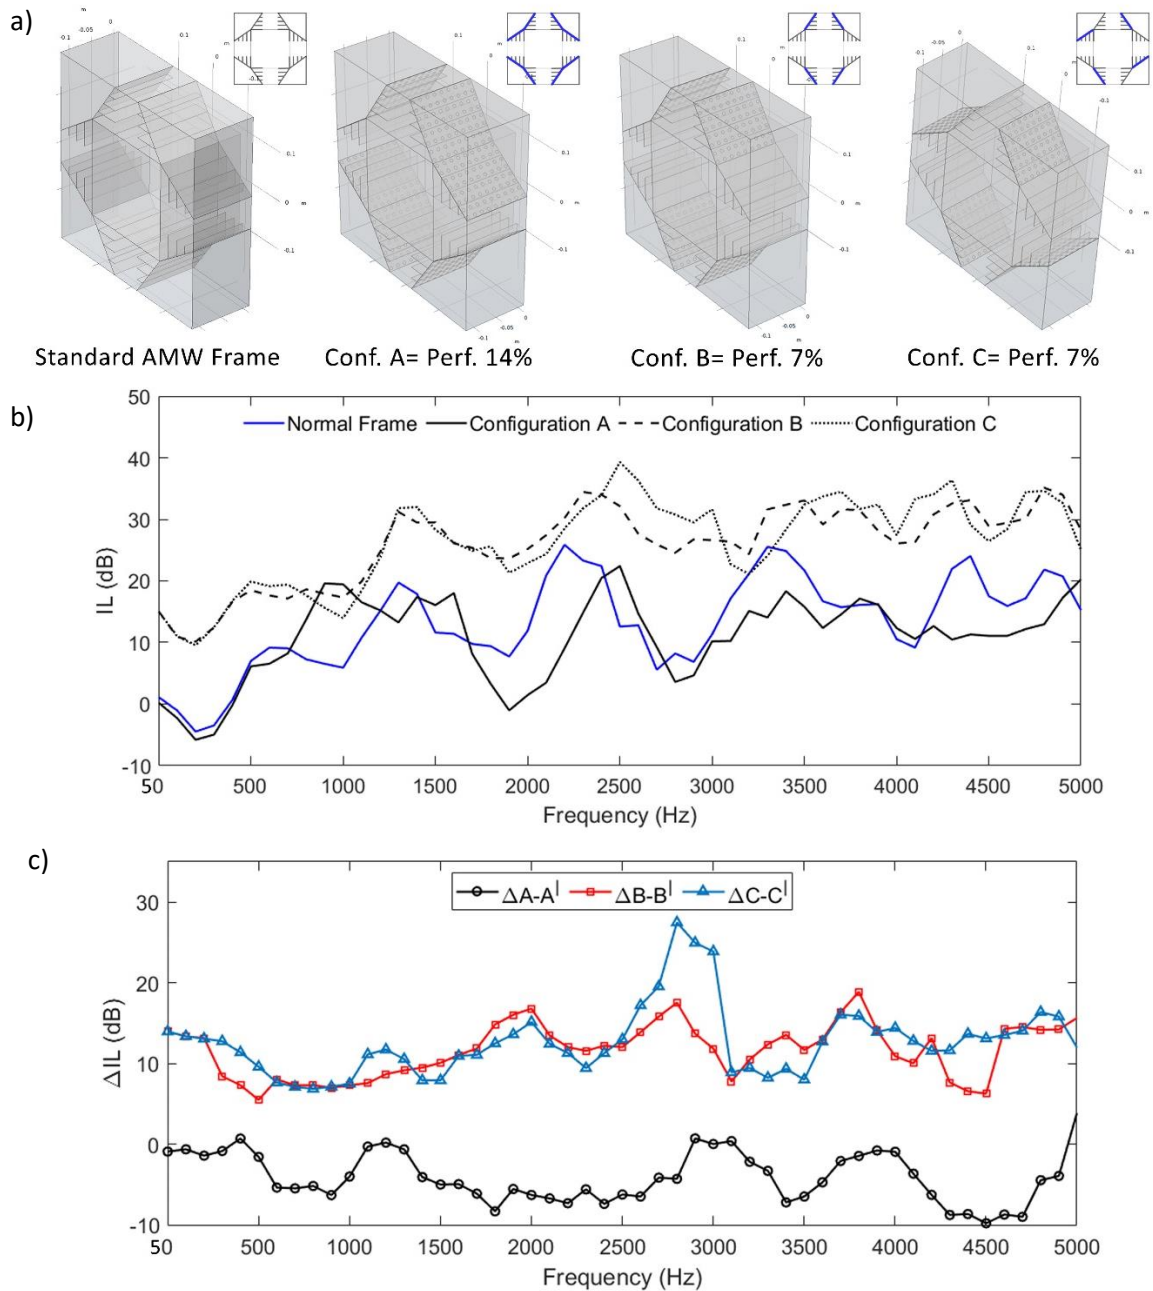 a)
Standard AMW Frame
Conf. A= Perf. 14%
Conf. B= Perf. 7%
Conf. C= Perf. 7%
b)
50
40
30
20
10
0
-10
IL (dB)
Normal Frame
Configuration A
Configuration B
Configuration C
50 500 1000 1500 2000 2500 3000 3500 4000 4500 5000
Frequency (Hz)
c)
30
20
10
0
-10
ΔIL (dB)
ΔA-A|
ΔB-B|
ΔC-C|
50 500 1000 1500 2000 2500 3000 3500 4000 4500 5000
Frequency (Hz)